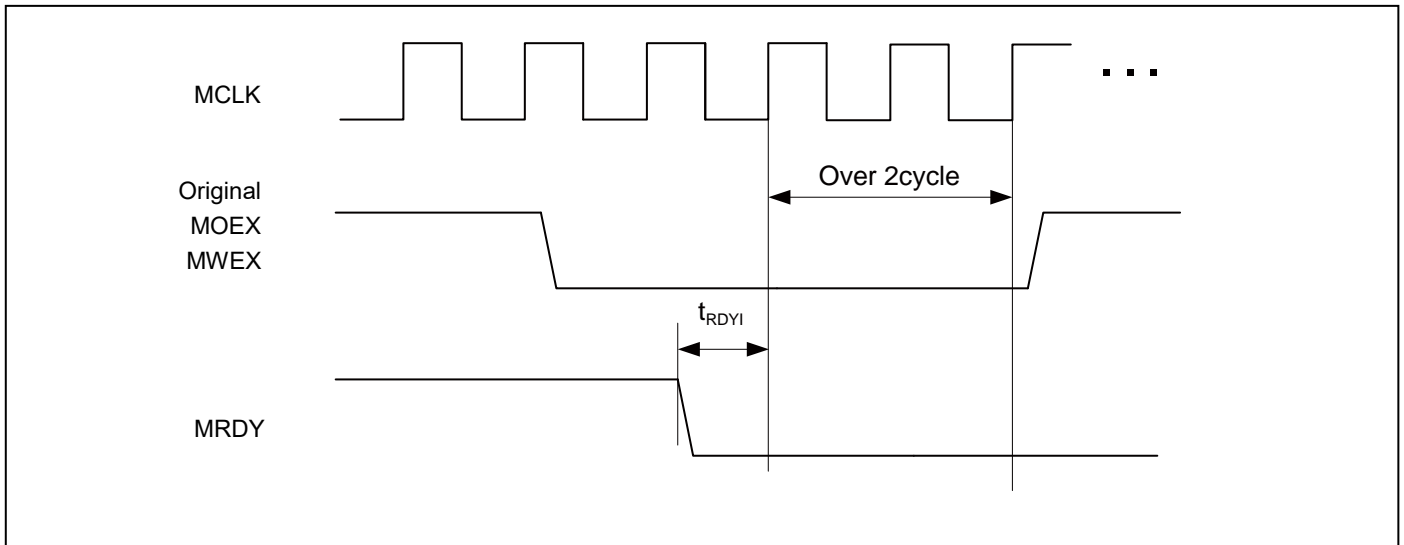 MCLK
Original
MOEX
MWEX
Over 2cycle
tRDYI
MRDY